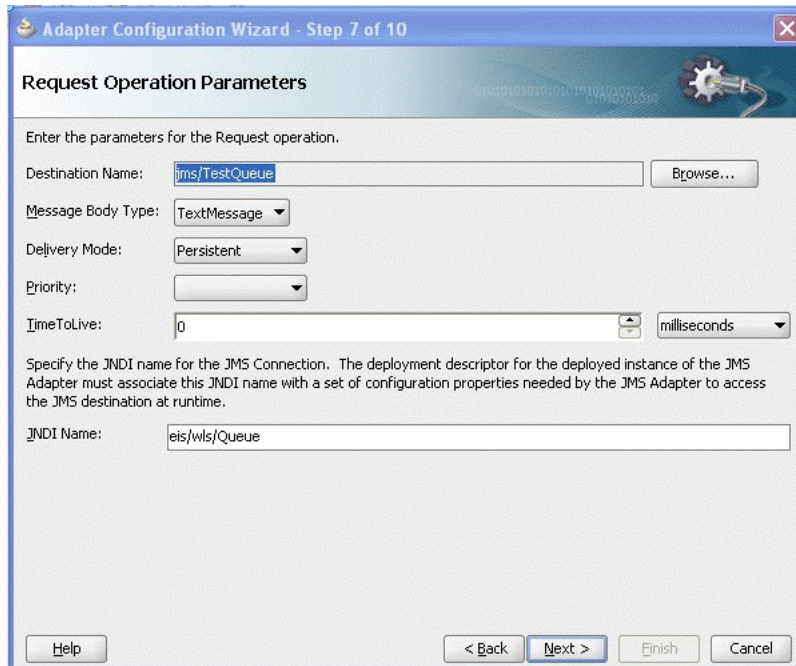 Adapter Configuration Wizard - Step 7 of 10
Request Operation Parameters
01010101010101010101010101
01010101010
Enter the parameters for the Request operation.
Destination Name: jms/TestQueue Browse...
Message Body Type: TextMessage
Delivery Mode: Persistent
Priority:
TimeToLive: 0 milliseconds
Specify the JNDI name for the JMS Connection. The deployment descriptor for the deployed instance of the JMS
Adapter must associate this JNDI name with a set of configuration properties needed by the JMS Adapter to access
the JMS destination at runtime.
JNDI Name: eis/wls/Queue
Help < Back Next > Finish Cancel